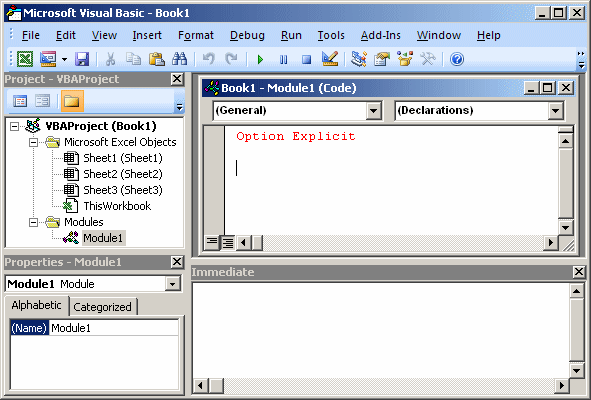 Microsoft Visual Basic - Book1
File Edit View Insert Format Debug Run Tools Add-Ins Window Help
Project - VBAProject
VBAProject (Book1)
Microsoft Excel Objects
Sheet1 (Sheet1)
Sheet2 (Sheet2)
Sheet3 (Sheet3)
ThisWorkbook
Modules
Module1
Properties - Module1
Module1 Module
Alphabetic Categorized
(Name) Module1
Book1 - Module1 (Code)
(General) (Declarations)
Option Explicit
Immediate